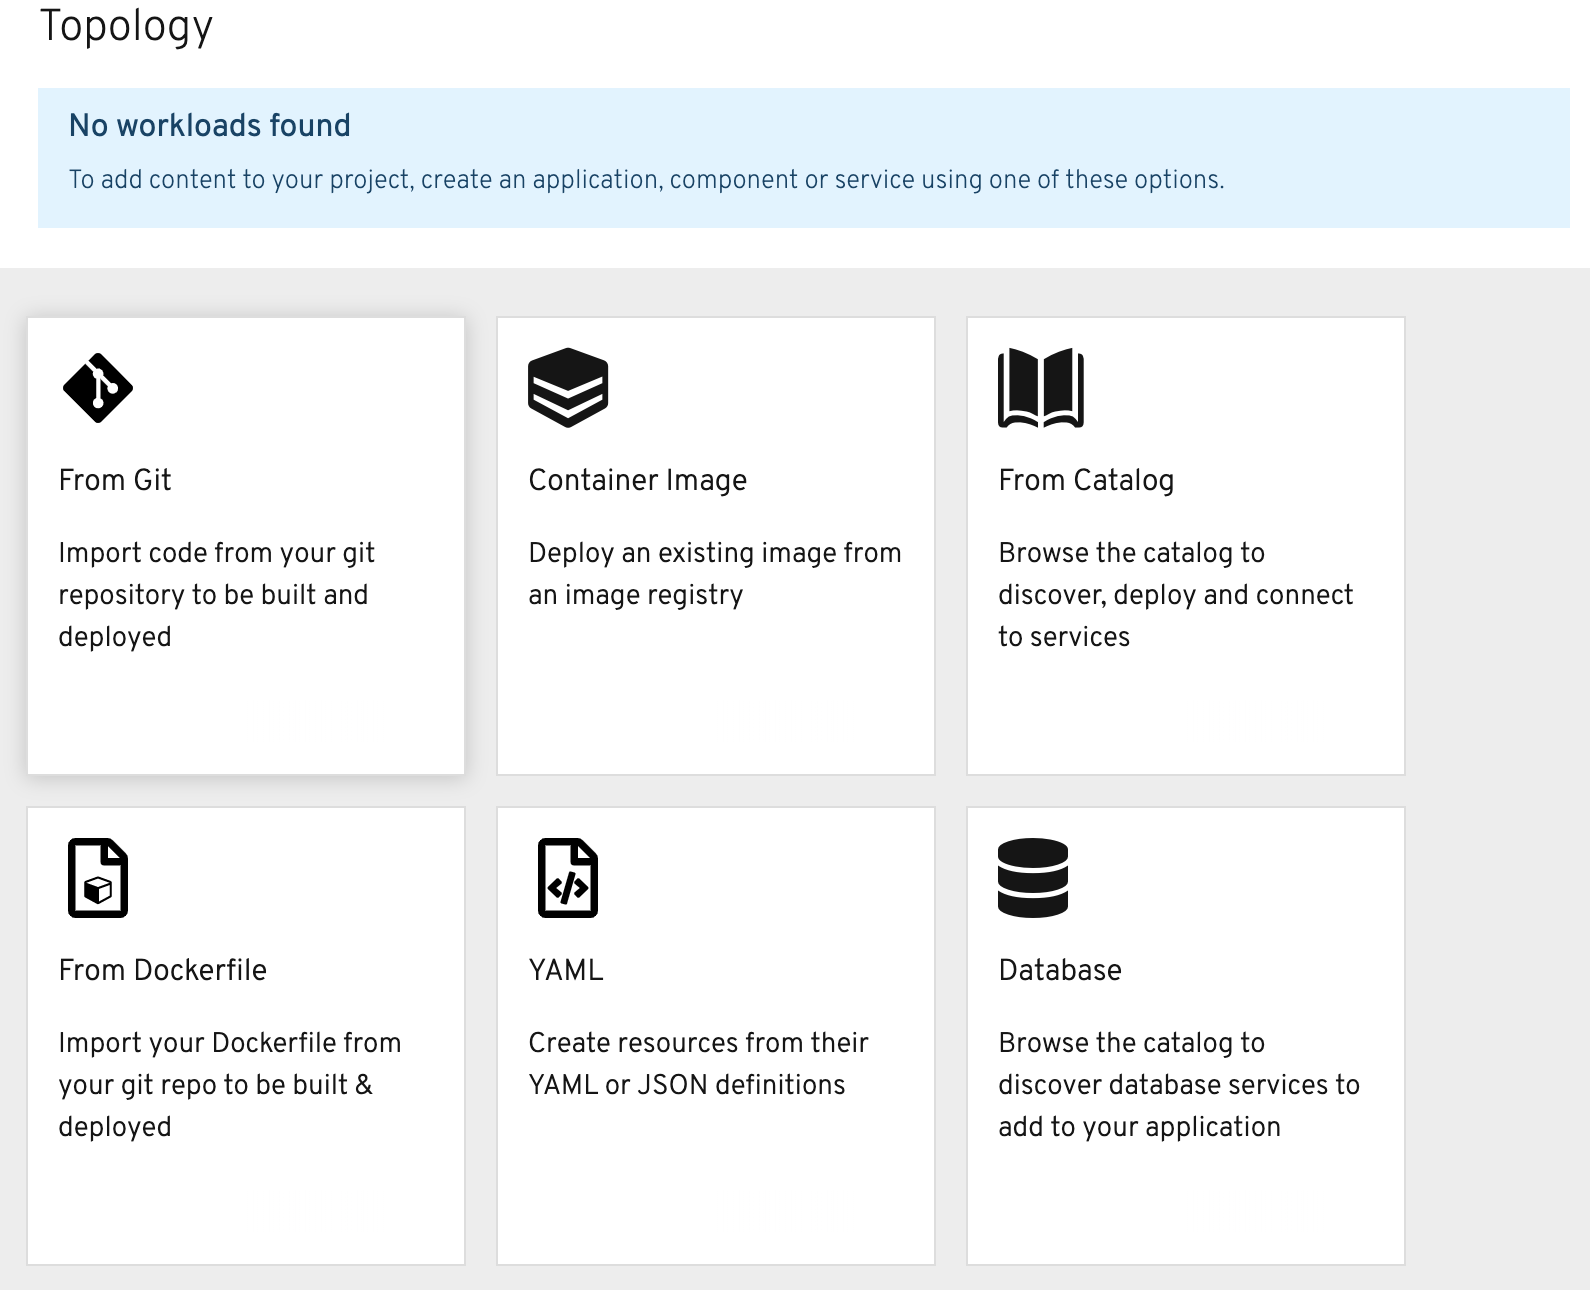 Topology
No workloads found
To add content to your project, create an application, component or service using one of these options.
From Git
Import code from your git
repository to be built and
deployed
Container Image
Deploy an existing image from
an image registry
From Catalog
Browse the catalog to
discover, deploy and connect
to services
From Dockerfile
Import your Dockerfile from
your git repo to be built &
deployed
YAML
Create resources from their
YAML or JSON definitions
Database
Browse the catalog to
discover database services to
add to your application